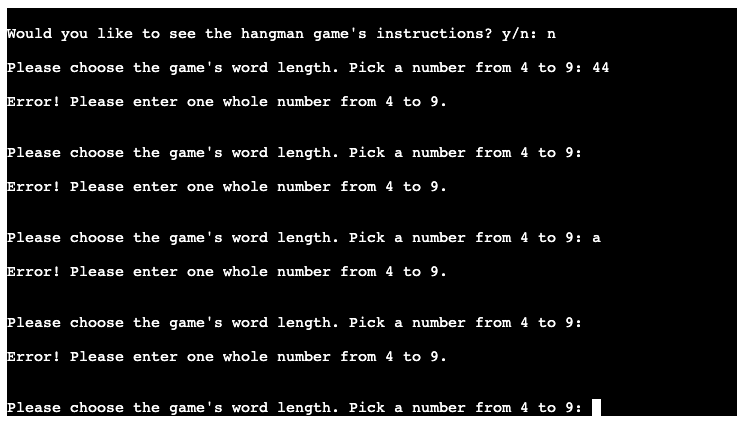 Would you like to see the hangman game's instructions? y/n: n
Please choose the game's word length. Pick a number from 4 to 9: 44
Error! Please enter one whole number from 4 to 9.
Please choose the game's word length. Pick a number from 4 to 9:
Error! Please enter one whole number from 4 to 9.
Please choose the game's word length. Pick a number from 4 to 9: a
Error! Please enter one whole number from 4 to 9.
Please choose the game's word length. Pick a number from 4 to 9:
Error! Please enter one whole number from 4 to 9.
Please choose the game's word length. Pick a number from 4 to 9: